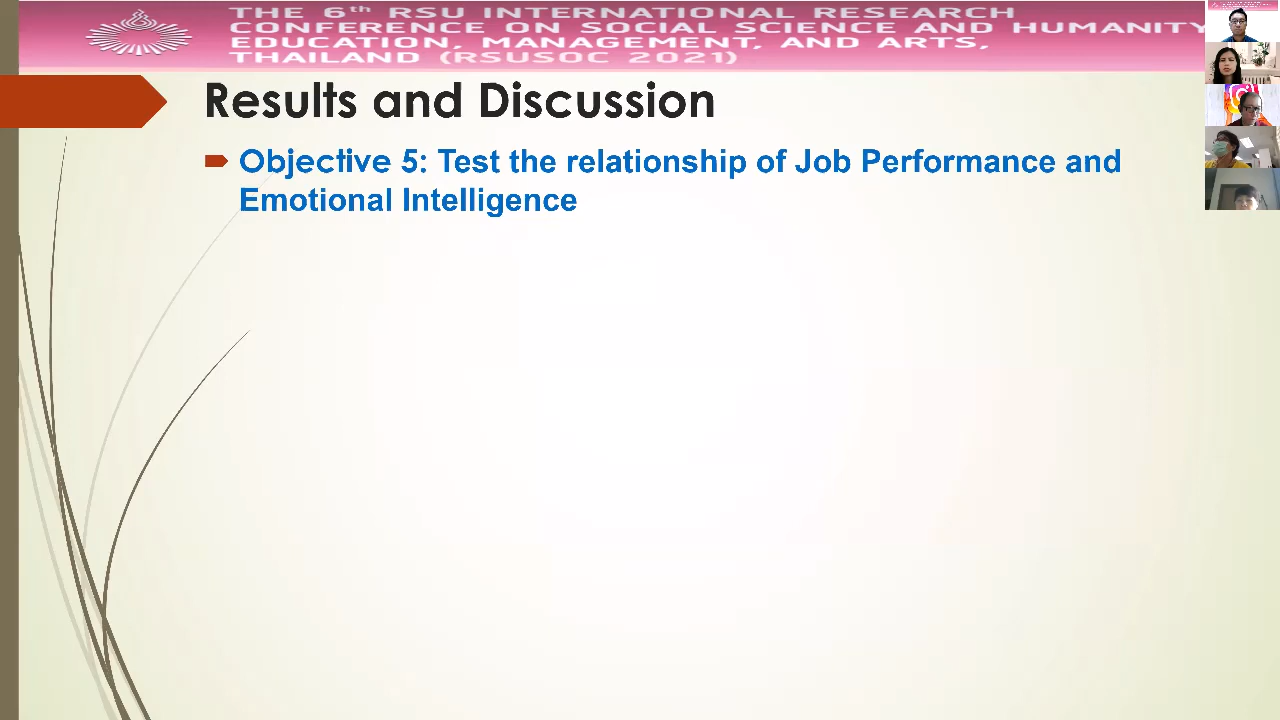 THE 6th RSU INTERNATIONAL RESEARCH
CONFERENCE ON SOCIAL SCIENCE AND HUMANITY
EDUCATION, MANAGEMENT, AND ARTS,
THAILAND (RSUSOC 2021)
Results and Discussion
Objective 5: Test the relationship of Job Performance and
Emotional Intelligence